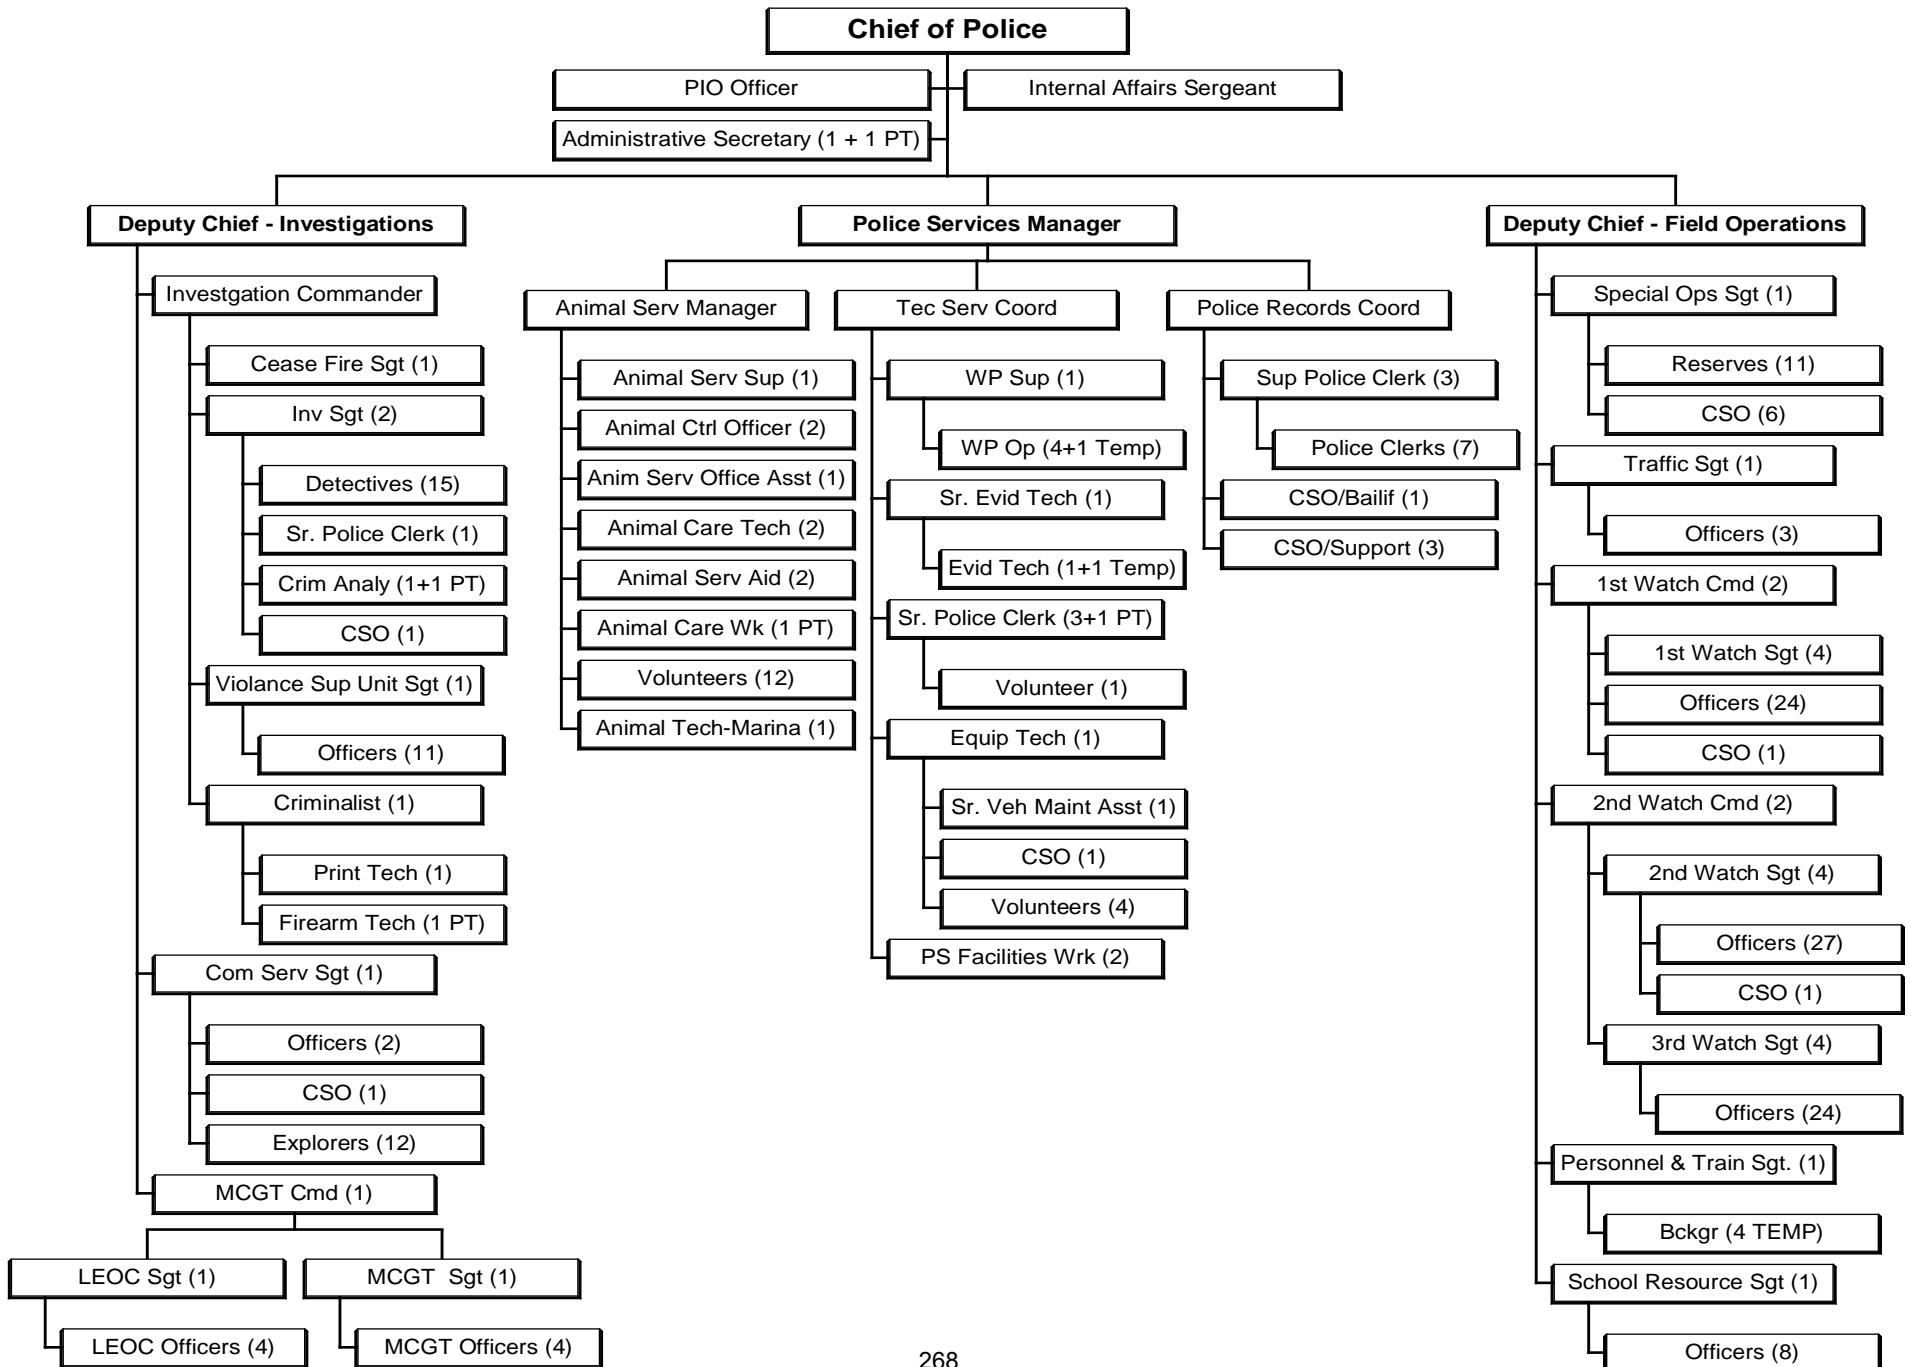 Chief of Police
PIO Officer
Internal Affairs Sergeant
Administrative Secretary (1 + 1 PT)
Deputy Chief - Investigations
Investgation Commander
Cease Fire Sgt (1)
Inv Sgt (2)
Detectives (15)
Sr. Police Clerk (1)
Crim Analy (1+1 PT)
CSO (1)
Violance Sup Unit Sgt (1)
Officers (11)
Criminalist (1)
Print Tech (1)
Firearm Tech (1 PT)
Com Serv Sgt (1)
Officers (2)
CSO (1)
Explorers (12)
MCGT Cmd (1)
LEOC Sgt (1)
LEOC Officers (4)
MCGT Sgt (1)
MCGT Officers (4)
Police Services Manager
Animal Serv Manager
Animal Serv Sup (1)
Animal Ctrl Officer (2)
Anim Serv Office Asst (1)
Animal Care Tech (2)
Animal Serv Aid (2)
Animal Care Wk (1 PT)
Volunteers (12)
Animal Tech-Marina (1)
Tec Serv Coord
WP Sup (1)
WP Op (4+1 Temp)
Sr. Evid Tech (1)
Evid Tech (1+1 Temp)
Sr. Police Clerk (3+1 PT)
Volunteer (1)
Equip Tech (1)
Sr. Veh Maint Asst (1)
CSO (1)
Volunteers (4)
PS Facilities Wrk (2)
Police Records Coord
Sup Police Clerk (3)
Police Clerks (7)
CSO/Bailif (1)
CSO/Support (3)
Deputy Chief - Field Operations
Special Ops Sgt (1)
Reserves (11)
CSO (6)
Traffic Sgt (1)
Officers (3)
1st Watch Cmd (2)
1st Watch Sgt (4)
Officers (24)
CSO (1)
2nd Watch Cmd (2)
2nd Watch Sgt (4)
Officers (27)
CSO (1)
3rd Watch Sgt (4)
Officers (24)
Personnel & Train Sgt. (1)
Bckgr (4 TEMP)
School Resource Sgt (1)
Officers (8)
268